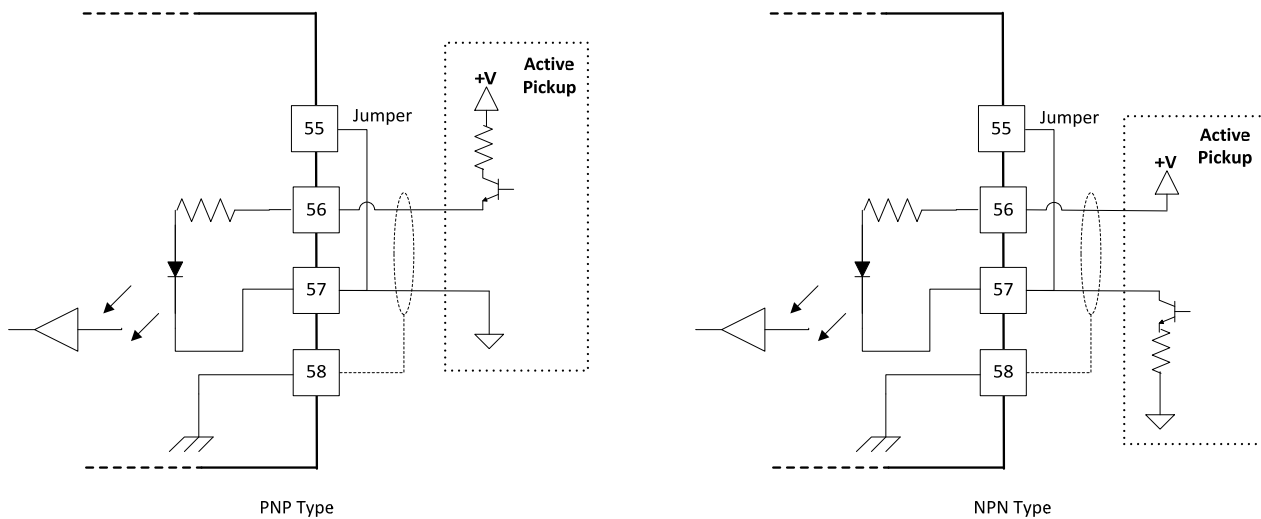 Active
Pickup
+V
55
Jumper
56
57
58
PNP Type
55
Jumper
Active
Pickup
+V
56
57
58
NPN Type